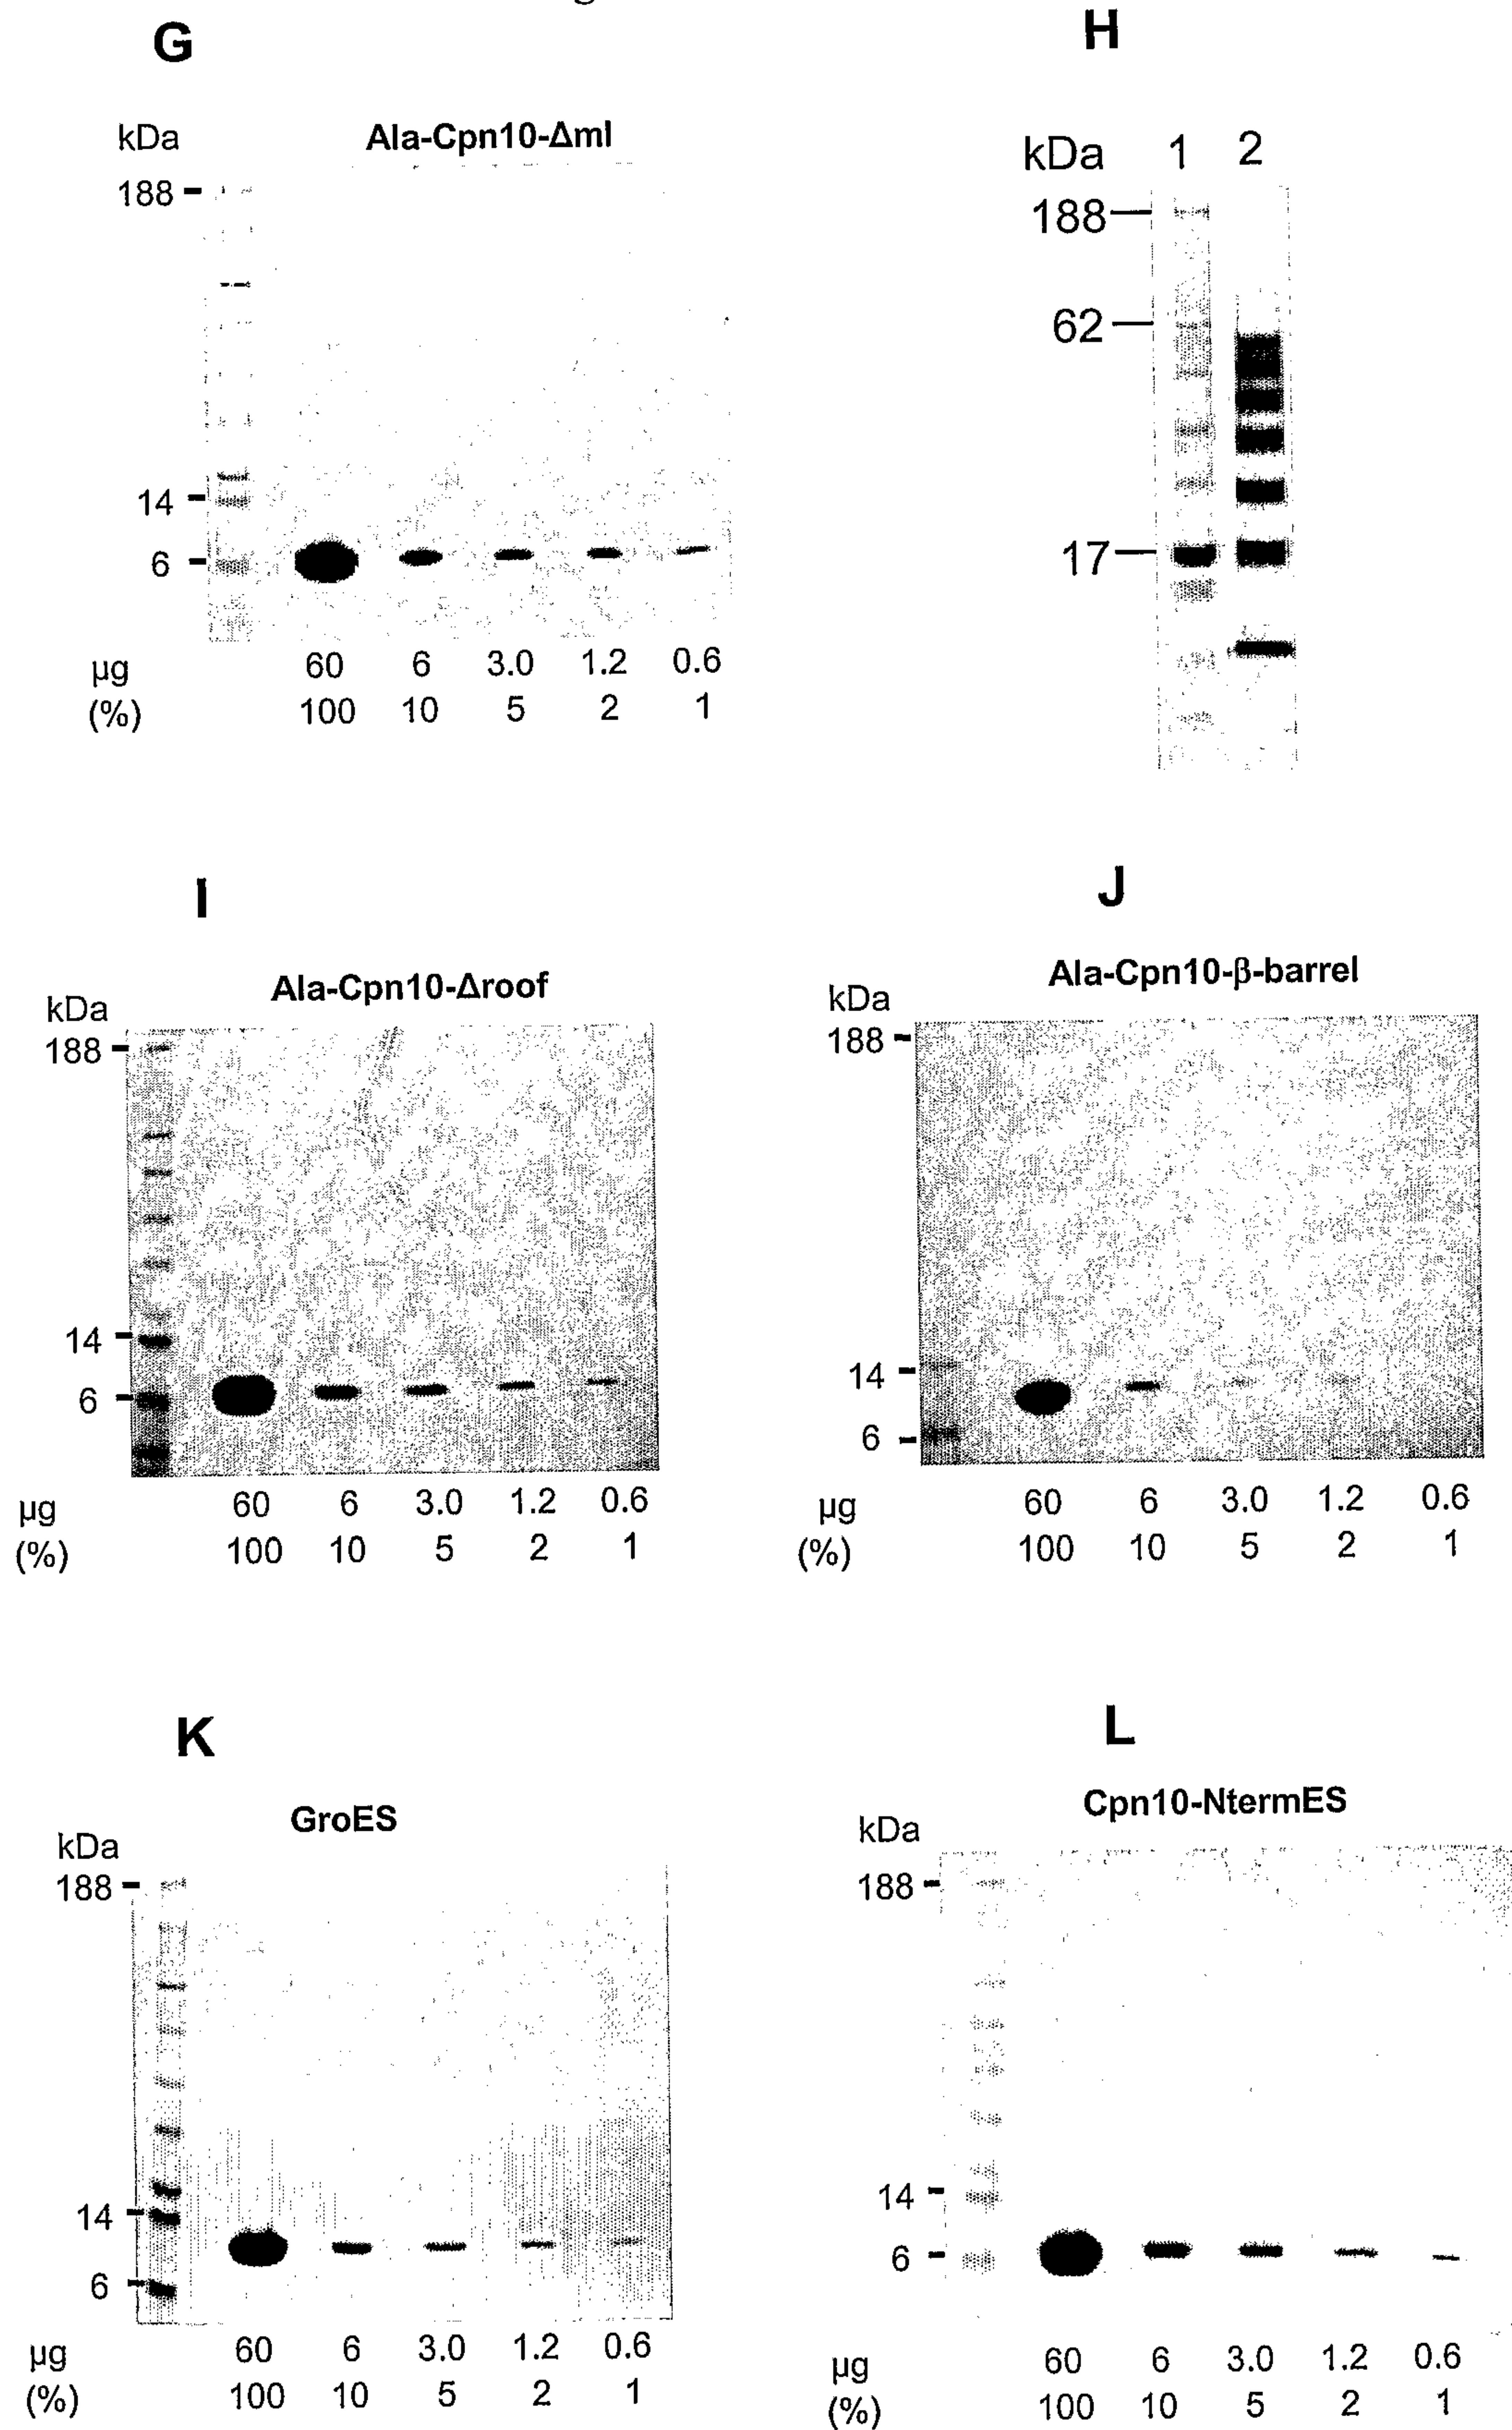 G
kDa
Ala-Cpn10-Δml
188
14
6
µg 60 6 3.0 1.2 0.6
(%) 100 10 5 2 1
H
kDa 1 2
188
62
17
I
Ala-Cpn10-Δroof
kDa
188
14
6
µg 60 6 3.0 1.2 0.6
(%) 100 10 5 2 1
J
Ala-Cpn10-β-barrel
kDa
188
14
6
µg 60 6 3.0 1.2 0.6
(%) 100 10 5 2 1
K
GroES
kDa
188
14
6
µg 60 6 3.0 1.2 0.6
(%) 100 10 5 2 1
L
Cpn10-NtermES
kDa
188
14
6
µg 60 6 3.0 1.2 0.6
(%) 100 10 5 2 1